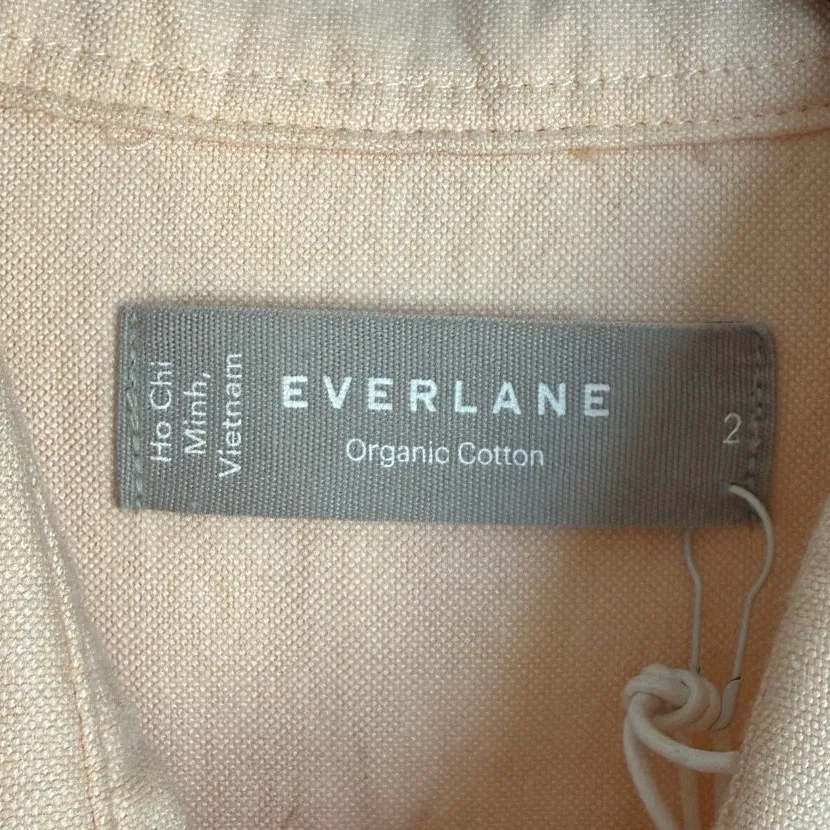 Ho Chi
Minh,
Vietnam
EVERLANE
Organic Cotton
2